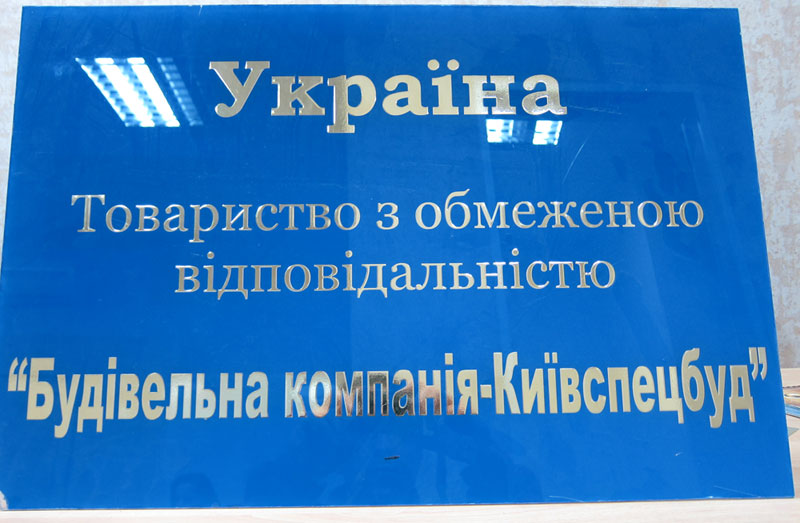 Україна
Товариство з обмеженою
відповідальністю
“Будівельна компанія-Київспецбуд”